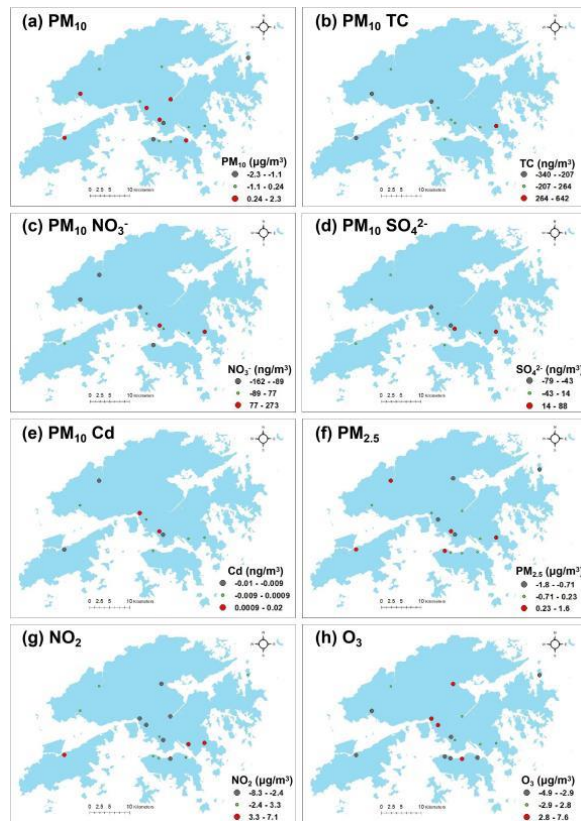 (a) PM10
PM10 (µg/m³)
-2.3 - -1.1
-1.1 - 0.24
0.24 - 2.3
0 2.5 5 10 Kilometers
(b) PM10 TC
TC (ng/m³)
-340 - -207
-207 - 264
264 - 642
0 2.5 5 10 Kilometers
(c) PM10 NO3-
NO3- (ng/m³)
-162 - -89
-89 - 77
77 - 273
0 2.5 5 10 Kilometers
(d) PM10 SO42-
SO42- (ng/m³)
-79 - -43
-43 - 14
14 - 88
0 2.5 5 10 Kilometers
(e) PM10 Cd
Cd (ng/m³)
-0.01 - -0.009
-0.009 - 0.0009
0.0009 - 0.02
0 2.5 5 10 Kilometers
(f) PM2.5
PM2.5 (µg/m³)
-1.8 - -0.71
-0.71 - 0.23
0.23 - 1.6
0 2.5 5 10 Kilometers
(g) NO2
NO2 (µg/m³)
-8.3 - -2.4
-2.4 - 3.3
3.3 - 7.1
0 2.5 5 10 Kilometers
(h) O3
O3 (µg/m³)
-4.9 - -2.9
-2.9 - 2.8
2.8 - 7.6
0 2.5 5 10 Kilometers